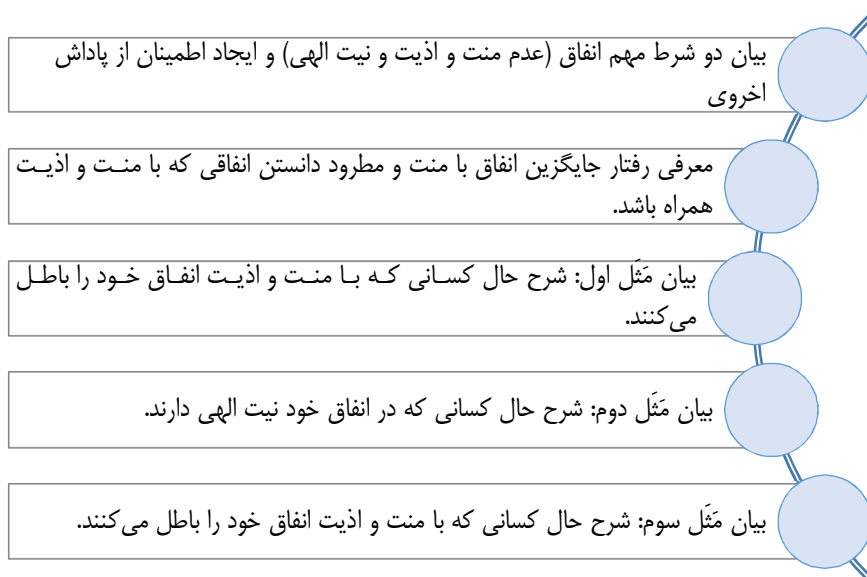 بیان دو شرط مهم انفاق (عدم منت و اذیت و نیت الهی) و ایجاد اطمینان از پاداش
اخروی
معرفی رفتار جایگزین انفاق با منت و مطرود دانستن انفاقی که با منت و اذیت
همراه باشد.
بیان مَثَل اول: شرح حال کسانی که با منت و اذیت انفاق خود را باطل
می‌کنند.
بیان مَثَل دوم: شرح حال کسانی که در انفاق خود نیت الهی دارند.
بیان مَثَل سوم: شرح حال کسانی که با منت و اذیت انفاق خود را باطل می‌کنند.